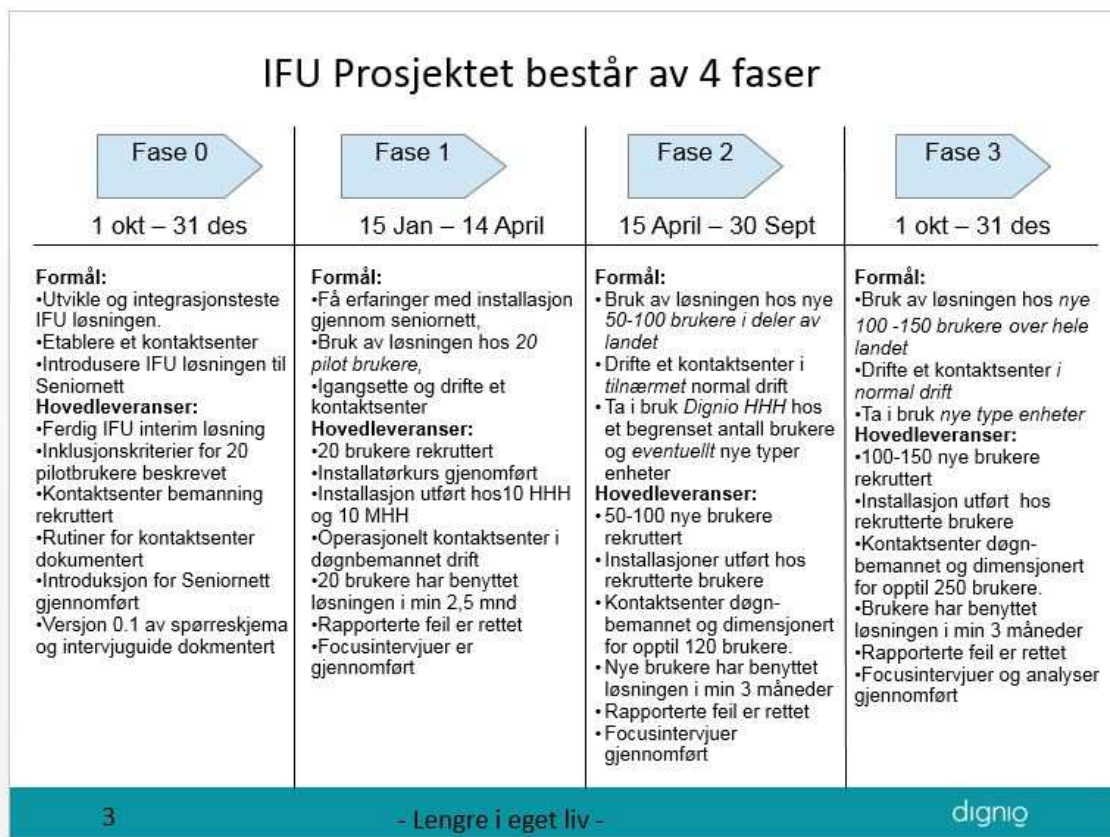 IFU Prosjektet består av 4 faser
Fase 0
1 okt – 31 des
Formål:
•Utvikle og integrasjonsteste
IFU løsningen.
•Etablere et kontaktsenter
•Introdusere IFU løsningen til
Seniornett
Hovedleveranser:
•Ferdig IFU interim løsning
•Inklusjonskriterier for 20
pilotbrukere beskrevet
•Kontaktsenter bemanning
rekruttert
•Rutiner for kontaktsenter
dokumentert
•Introduksjon for Seniornett
gjennomført
•Versjon 0.1 av spørreskjema
og intervjuguide dokmentert
Fase 1
15 Jan – 14 April
Formål:
•Få erfaringer med installasjon
gjennom seniornett,
•Bruk av løsningen hos 20
pilot brukere,
•Igangsette og drifte et
kontaktsenter
Hovedleveranser:
•20 brukere rekruttert
•Installatørkurs gjenomført
•Installasjon utført hos10 HHH
og 10 MHH
•Operasjonelt kontaktsenter i
døgnbemannet drift
•20 brukere har benyttet
løsningen i min 2,5 mnd
•Rapporterte feil er rettet
•Focusintervjuer er
gjennomført
Fase 2
15 April – 30 Sept
Formål:
• Bruk av løsningen hos nye
50-100 brukere i deler av
landet
• Drifte et kontaktsenter i
tilnærmet normal drift
• Ta i bruk Dignio HHH hos
et begrenset antall brukere
og eventuellt nye typer
enheter
Hovedleveranser:
• 50-100 nye brukere
rekruttert
• Installasjoner utført hos
rekrutterte brukere
• Kontaktsenter døgn-
bemannet og dimensjonert
for opptil 120 brukere.
• Nye brukere har benyttet
løsningen i min 3 måneder
• Rapporterte feil er rettet
• Focusintervjuer
gjennomført
Fase 3
1 okt – 31 des
Formål:
•Bruk av løsningen hos nye
100 -150 brukere over hele
landet
•Drifte et kontaktsenter i
normal drift
•Ta i bruk nye type enheter
Hovedleveranser:
•100-150 nye brukere
rekruttert
•Installasjon utført hos
rekrutterte brukere
•Kontaktsenter døgn-
bemannet og dimensjonert
for opptil 250 brukere.
•Brukere har benyttet
løsningen i min 3 måneder
•Rapporterte feil er rettet
•Focusintervjuer og analyser
gjennomført
3
- Lengre i eget liv -
dignio